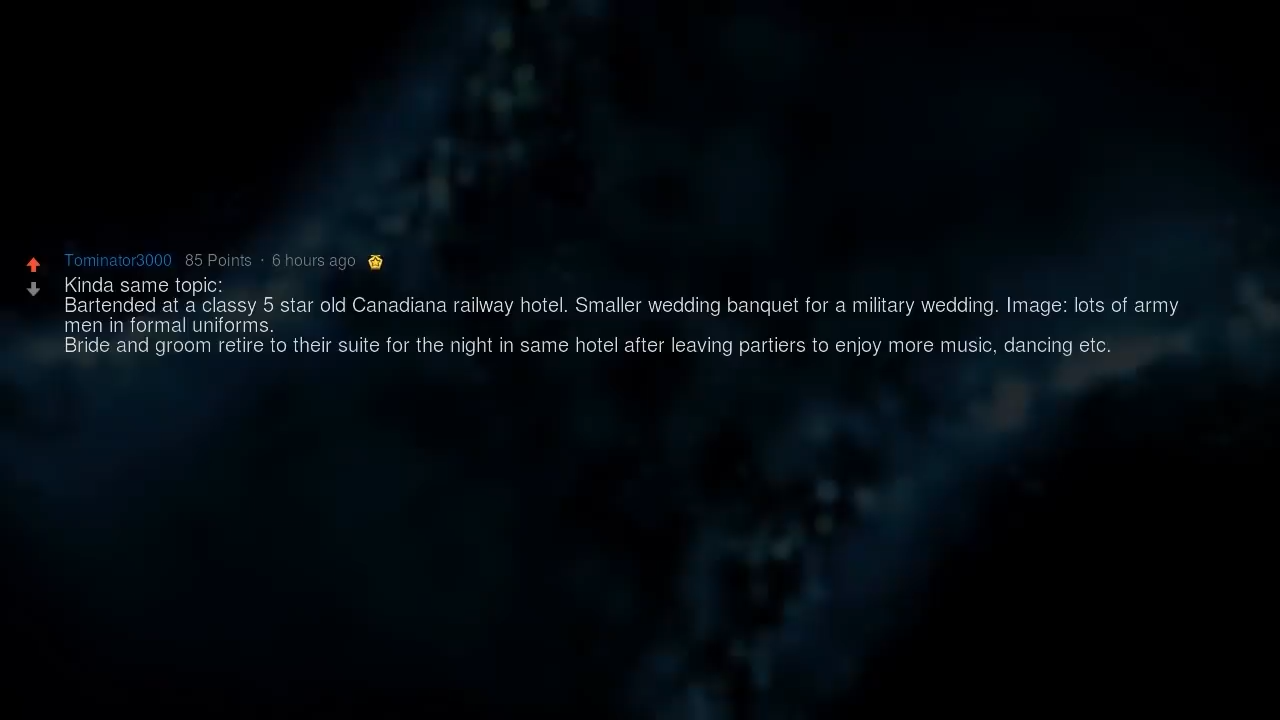 Tominator3000 85 Points · 6 hours ago
Kinda same topic:
Bartended at a classy 5 star old Canadiana railway hotel. Smaller wedding banquet for a military wedding. Image: lots of army
men in formal uniforms.
Bride and groom retire to their suite for the night in same hotel after leaving partiers to enjoy more music, dancing etc.